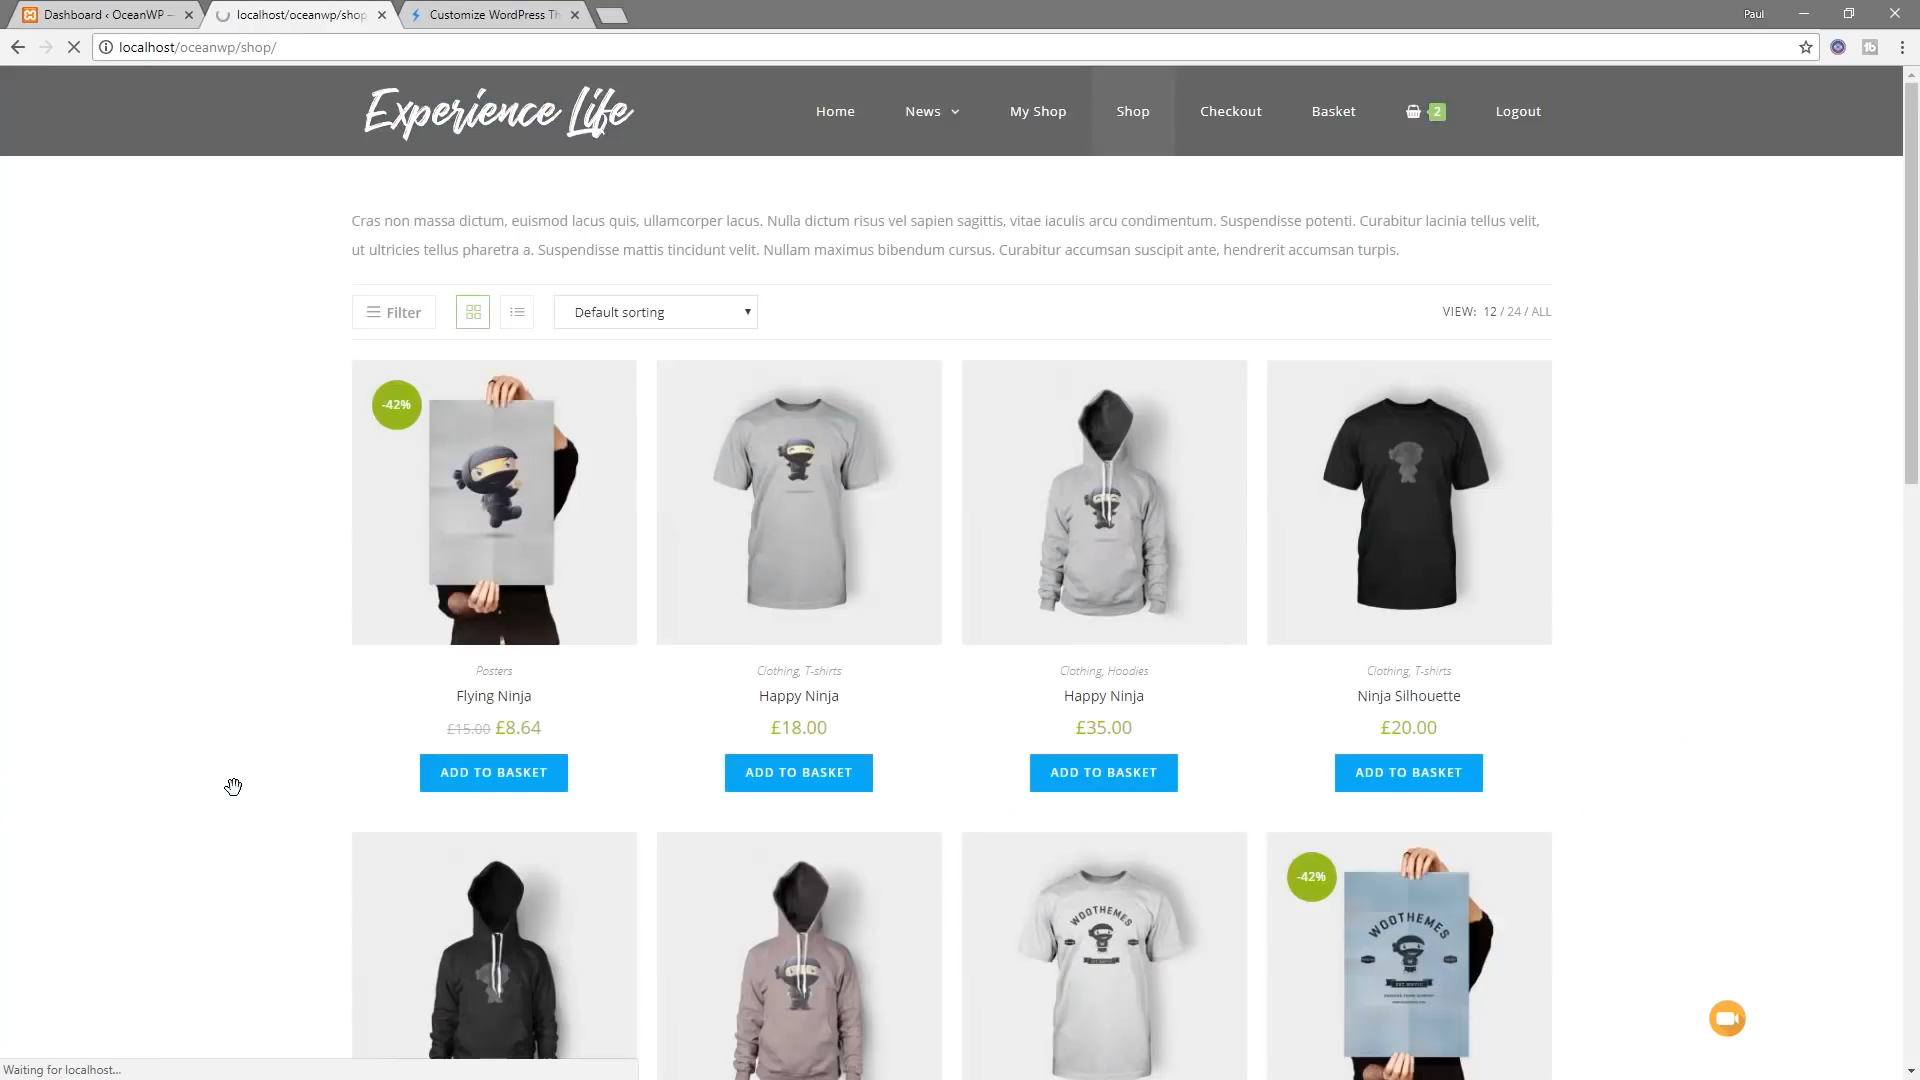 Dashboard ‹ OceanWP —
localhost/oceanwp/shop
Customize WordPress Th
Paul
localhost/oceanwp/shop/
Experience Life
Home
News
My Shop
Shop
Checkout
Basket
2
Logout
Cras non massa dictum, euismod lacus quis, ullamcorper lacus. Nulla dictum risus vel sapien sagittis, vitae iaculis arcu condimentum. Suspendisse potenti. Curabitur lacinia tellus velit,
ut ultricies tellus pharetra a. Suspendisse mattis tincidunt velit. Nullam maximus bibendum cursus. Curabitur accumsan suscipit ante, hendrerit accumsan turpis.
Filter
Default sorting
VIEW: 12 / 24 / ALL
-42%
Posters
Flying Ninja
£15.00 £8.64
ADD TO BASKET
Clothing, T-shirts
Happy Ninja
£18.00
ADD TO BASKET
Clothing, Hoodies
Happy Ninja
£35.00
ADD TO BASKET
Clothing, T-shirts
Ninja Silhouette
£20.00
ADD TO BASKET
WOOTHEMES
-42%
WOOTHEMES
Waiting for localhost...